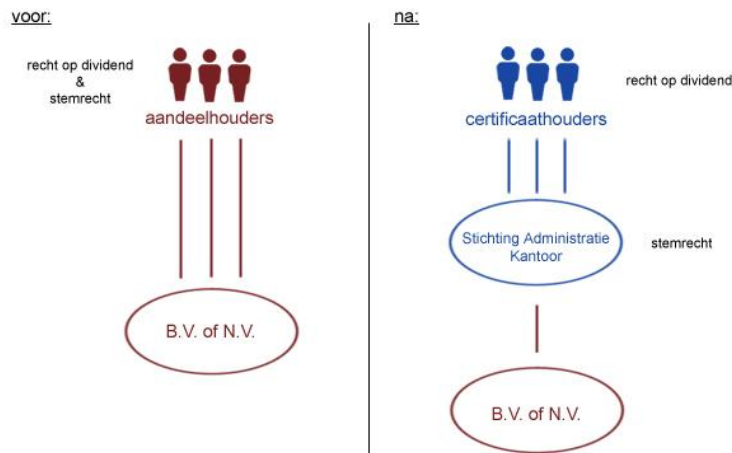 voor:
recht op dividend
&
stemrecht
aandeelhouders
B.V. of N.V.
na:
recht op dividend
certificaathouders
Stichting Administratie
Kantoor
stemrecht
B.V. of N.V.